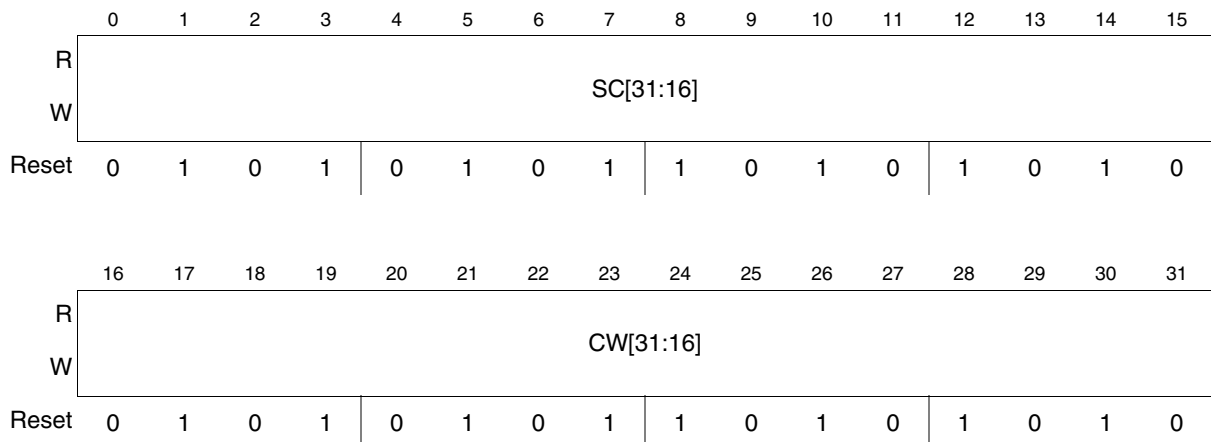 0 1 2 3 4 5 6 7 8 9 10 11 12 13 14 15
R
SC[31:16]
W
Reset 0 1 0 1 0 1 0 1 1 0 1 0 1 0 1 0
16 17 18 19 20 21 22 23 24 25 26 27 28 29 30 31
R
CW[31:16]
W
Reset 0 1 0 1 0 1 0 1 1 0 1 0 1 0 1 0